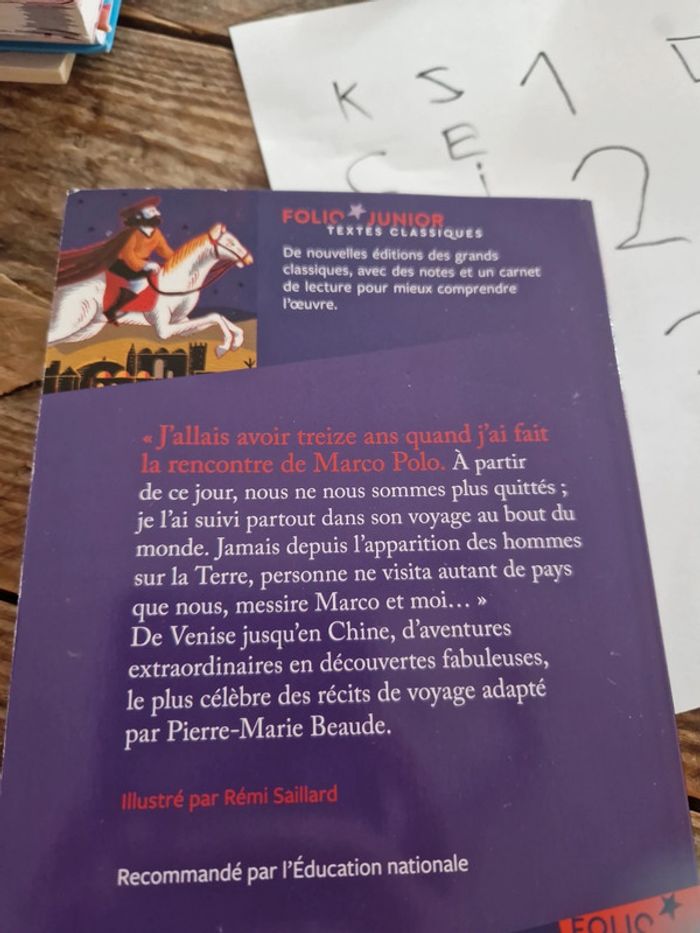 K S 1
E
C i 2
FOLIO JUNIOR
TEXTES CLASSIQUES
De nouvelles éditions des grands
classiques, avec des notes et un carnet
de lecture pour mieux comprendre
l'œuvre.
« J'allais avoir treize ans quand j'ai fait
la rencontre de Marco Polo. À partir
de ce jour, nous ne nous sommes plus quittés ;
je l'ai suivi partout dans son voyage au bout du
monde. Jamais depuis l'apparition des hommes
sur la Terre, personne ne visita autant de pays
que nous, messire Marco et moi... »
De Venise jusqu'en Chine, d'aventures
extraordinaires en découvertes fabuleuses,
le plus célèbre des récits de voyage adapté
par Pierre-Marie Beaude.
Illustré par Rémi Saillard
Recommandé par l'Éducation nationale
FOLIO